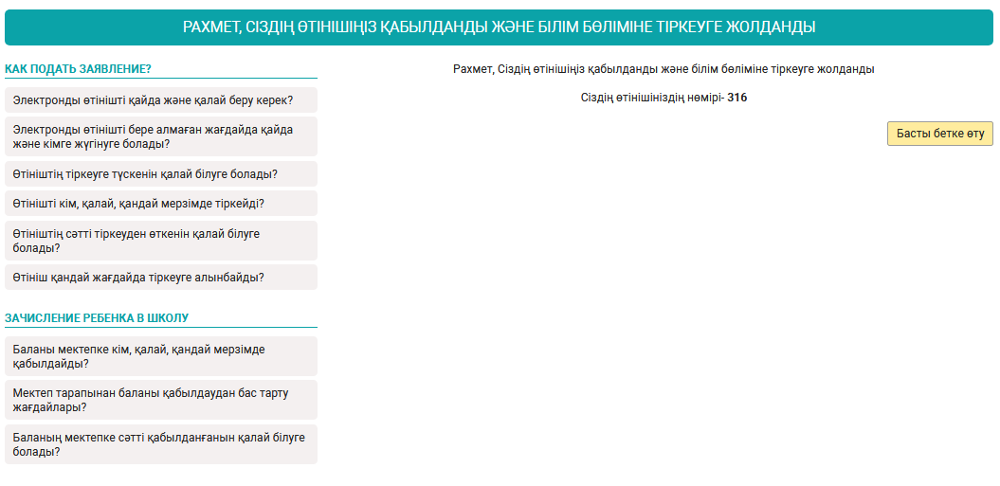 РАХМЕТ, СІЗДІҢ ӨТІНІШІҢІЗ ҚАБЫЛДАНДЫ ЖӘНЕ БІЛІМ БӨЛІМІНЕ ТІРКЕУГЕ ЖОЛДАНДЫ
КАК ПОДАТЬ ЗАЯВЛЕНИЕ?
Электронды өтінішті қайда және қалай беру керек?
Электронды өтінішті бере алмаған жағдайда қайда
және кімге жүгінуге болады?
Өтініштің тіркеуге түскенін қалай білуге болады?
Өтінішті кім, қалай, қандай мерзімде тіркейді?
Өтініштің сәтті тіркеуден өткенін қалай білуге
болады?
Өтініш қандай жағдайда тіркеуге алынбайды?
ЗАЧИСЛЕНИЕ РЕБЕНКА В ШКОЛУ
Баланы мектепке кім, қалай, қандай мерзімде
қабылдайды?
Мектеп тарапынан баланы қабылдаудан бас тарту
жағдайлары?
Баланың мектепке сәтті қабылданғанын қалай білуге
болады?
Рахмет, Сіздің өтінішіңіз қабылданды және білім бөліміне тіркеуге жолданды
Сіздің өтінішініздің нөмірі- 316
Басты бетке өту